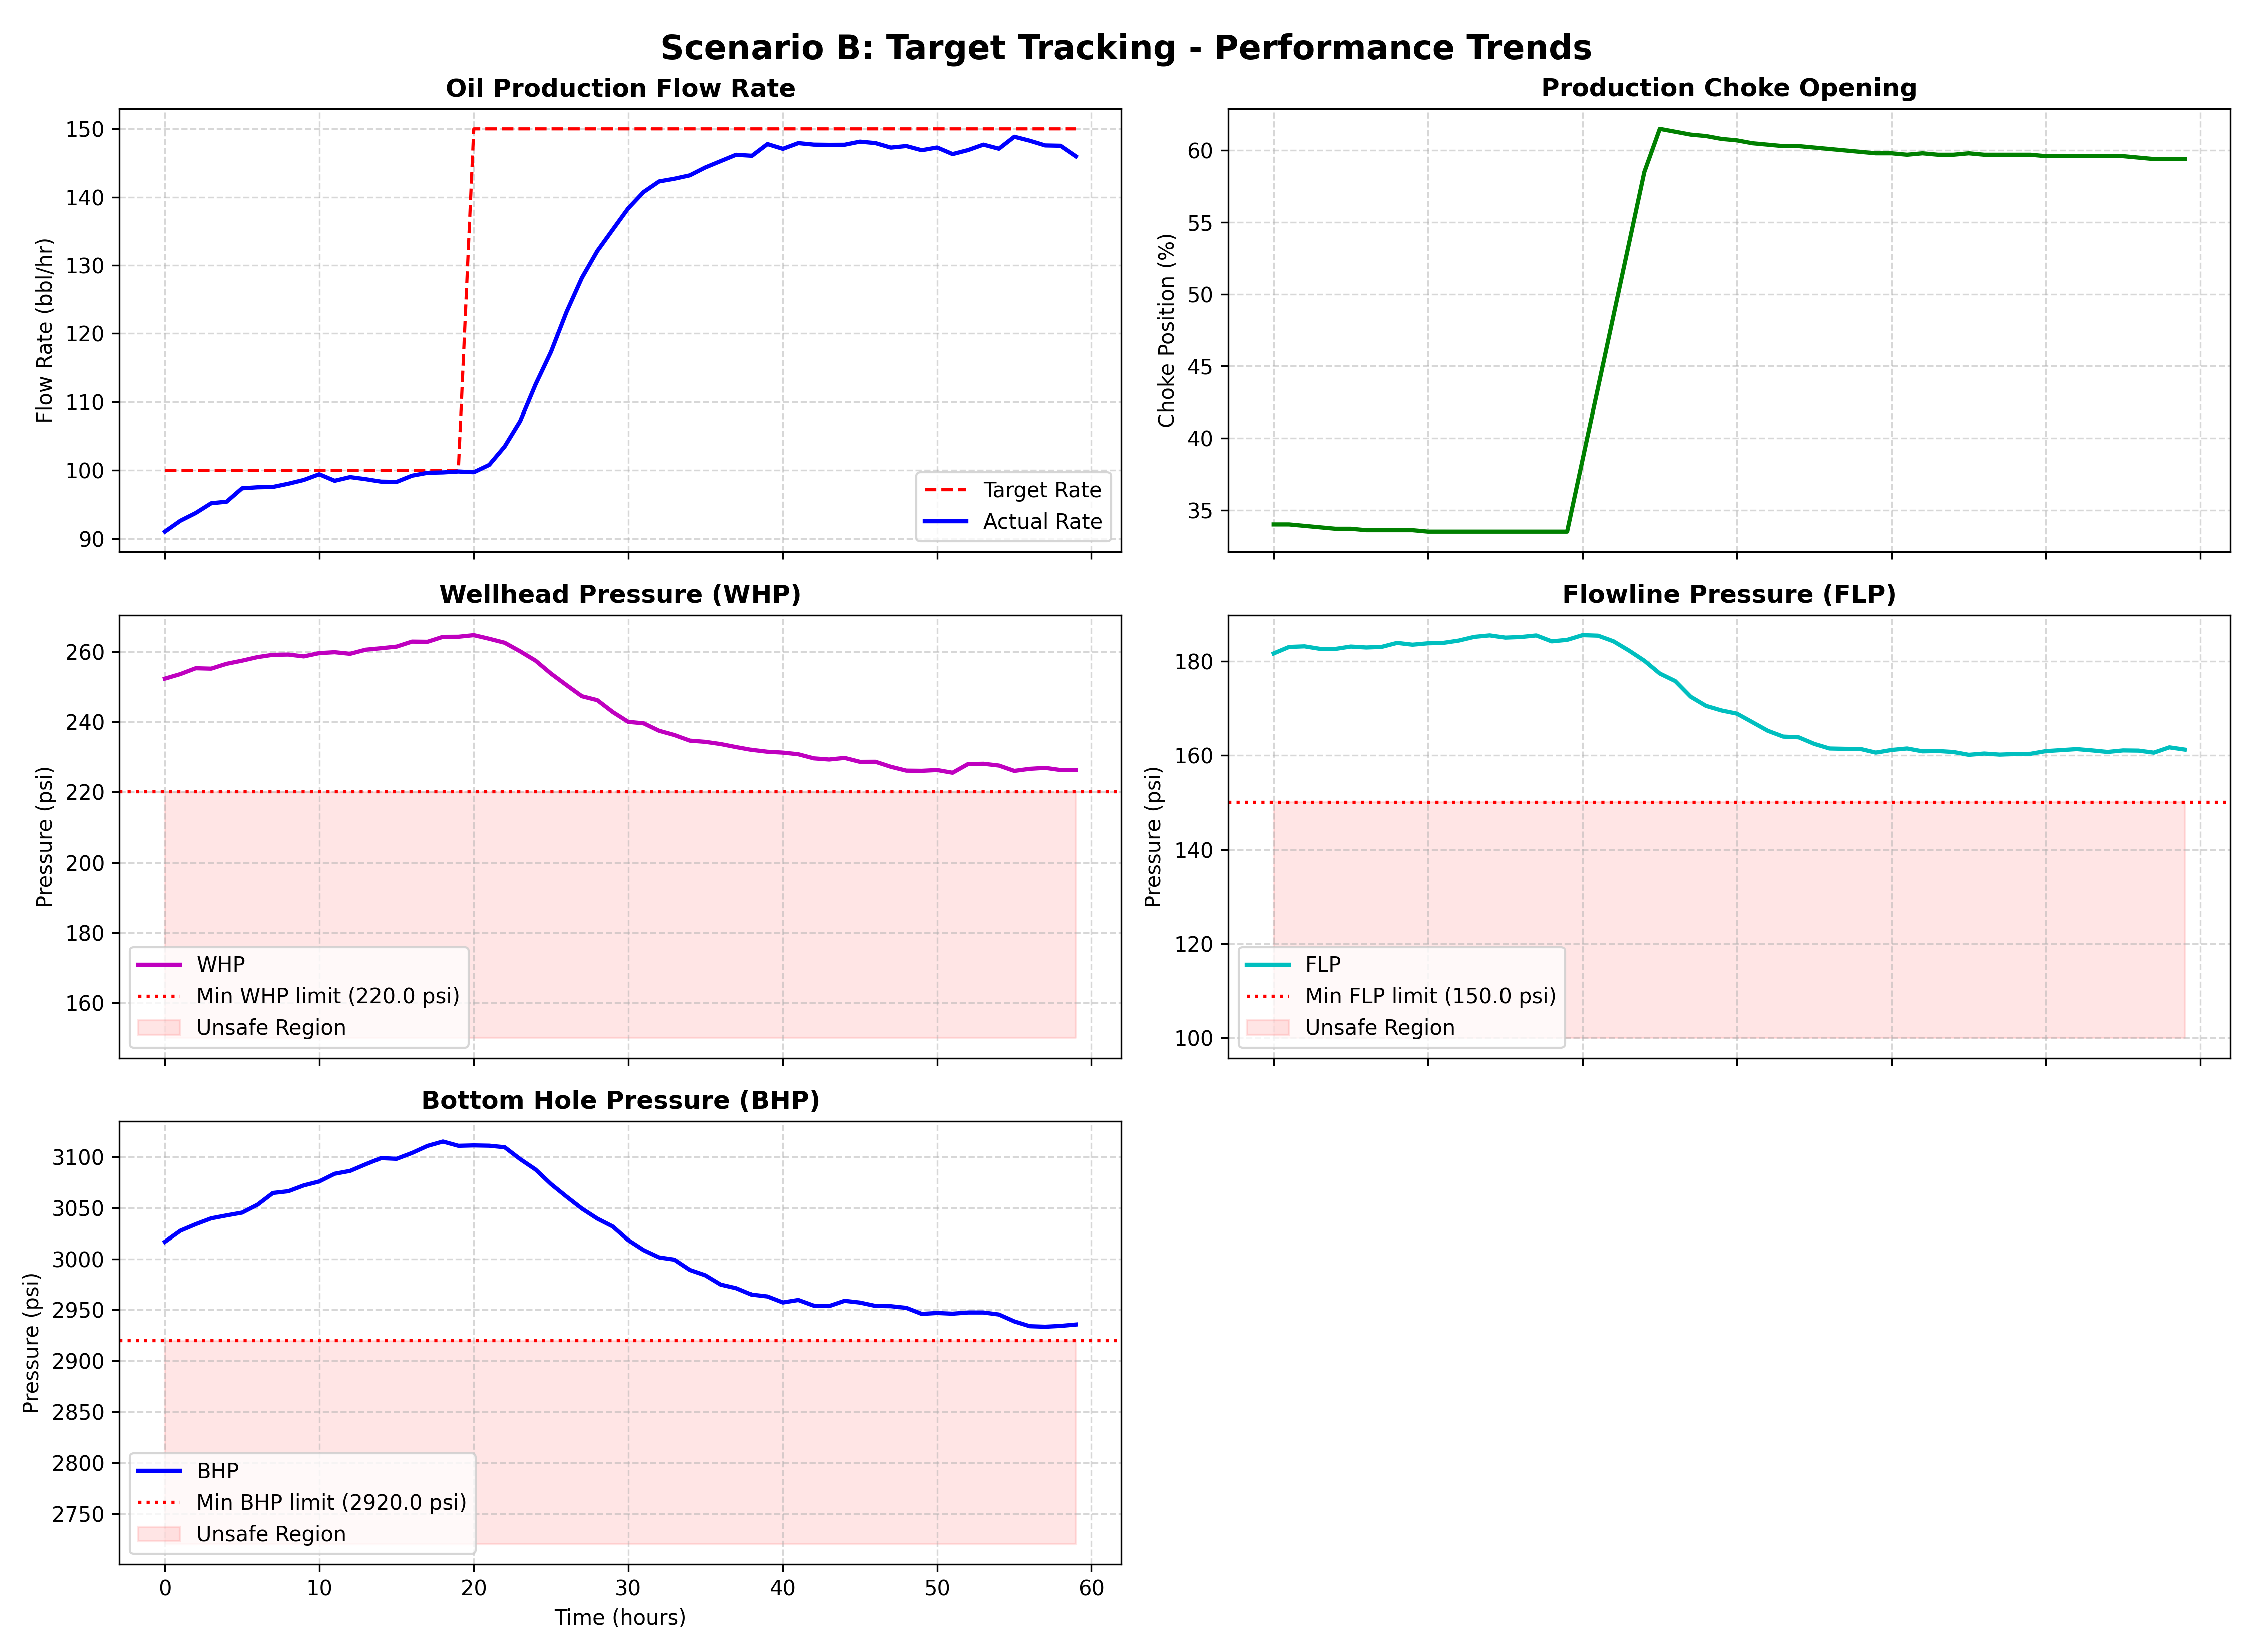 Scenario B: Target Tracking - Performance Trends
Oil Production Flow Rate
Flow Rate (bbl/hr)
150
140
130
120
110
100
90
Target Rate
Actual Rate
Production Choke Opening
Choke Position (%)
60
55
50
45
40
35
Wellhead Pressure (WHP)
Pressure (psi)
260
240
220
200
180
160
WHP
Min WHP limit (220.0 psi)
Unsafe Region
Flowline Pressure (FLP)
Pressure (psi)
180
160
140
120
100
FLP
Min FLP limit (150.0 psi)
Unsafe Region
Bottom Hole Pressure (BHP)
Pressure (psi)
3100
3050
3000
2950
2900
2850
2800
2750
BHP
Min BHP limit (2920.0 psi)
Unsafe Region
0 10 20 30 40 50 60
Time (hours)